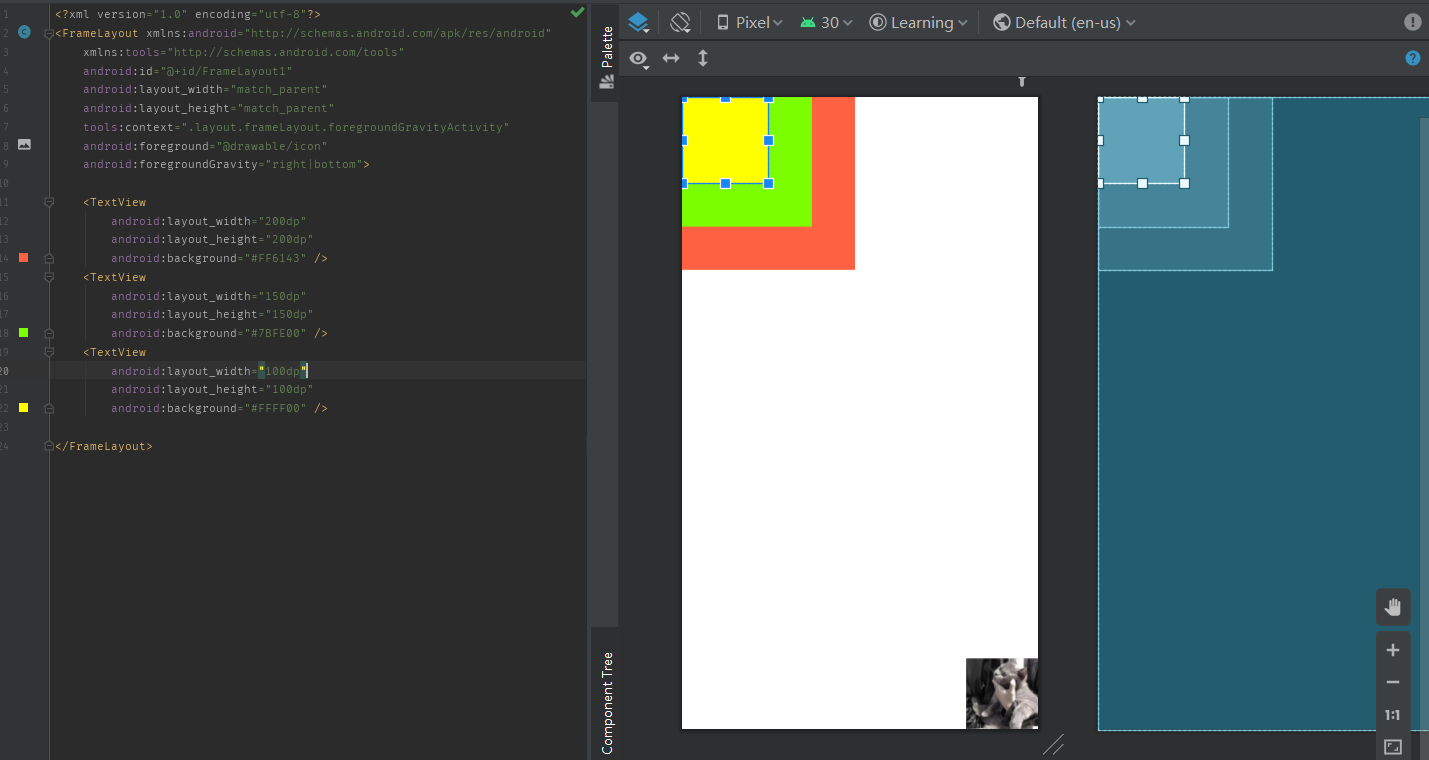 1 <?xml version="1.0" encoding="utf-8"?>
2 <FrameLayout xmlns:android="http://schemas.android.com/apk/res/android"
3 xmlns:tools="http://schemas.android.com/tools"
4 android:id="@+id/FrameLayout1"
5 android:layout_width="match_parent"
6 android:layout_height="match_parent"
7 tools:context=".layout.frameLayout.foregroundGravityActivity"
8 android:foreground="@drawable/icon"
9 android:foregroundGravity="right|bottom">
10
11 <TextView
12 android:layout_width="200dp"
13 android:layout_height="200dp"
14 android:background="#FF6143" />
15 <TextView
16 android:layout_width="150dp"
17 android:layout_height="150dp"
18 android:background="#7BFE00" />
19 <TextView
20 android:layout_width="100dp"
21 android:layout_height="100dp"
22 android:background="#FFFF00" />
23
24 </FrameLayout>
Palette
Component Tree
Pixel 30 Learning Default (en-us)
1:1